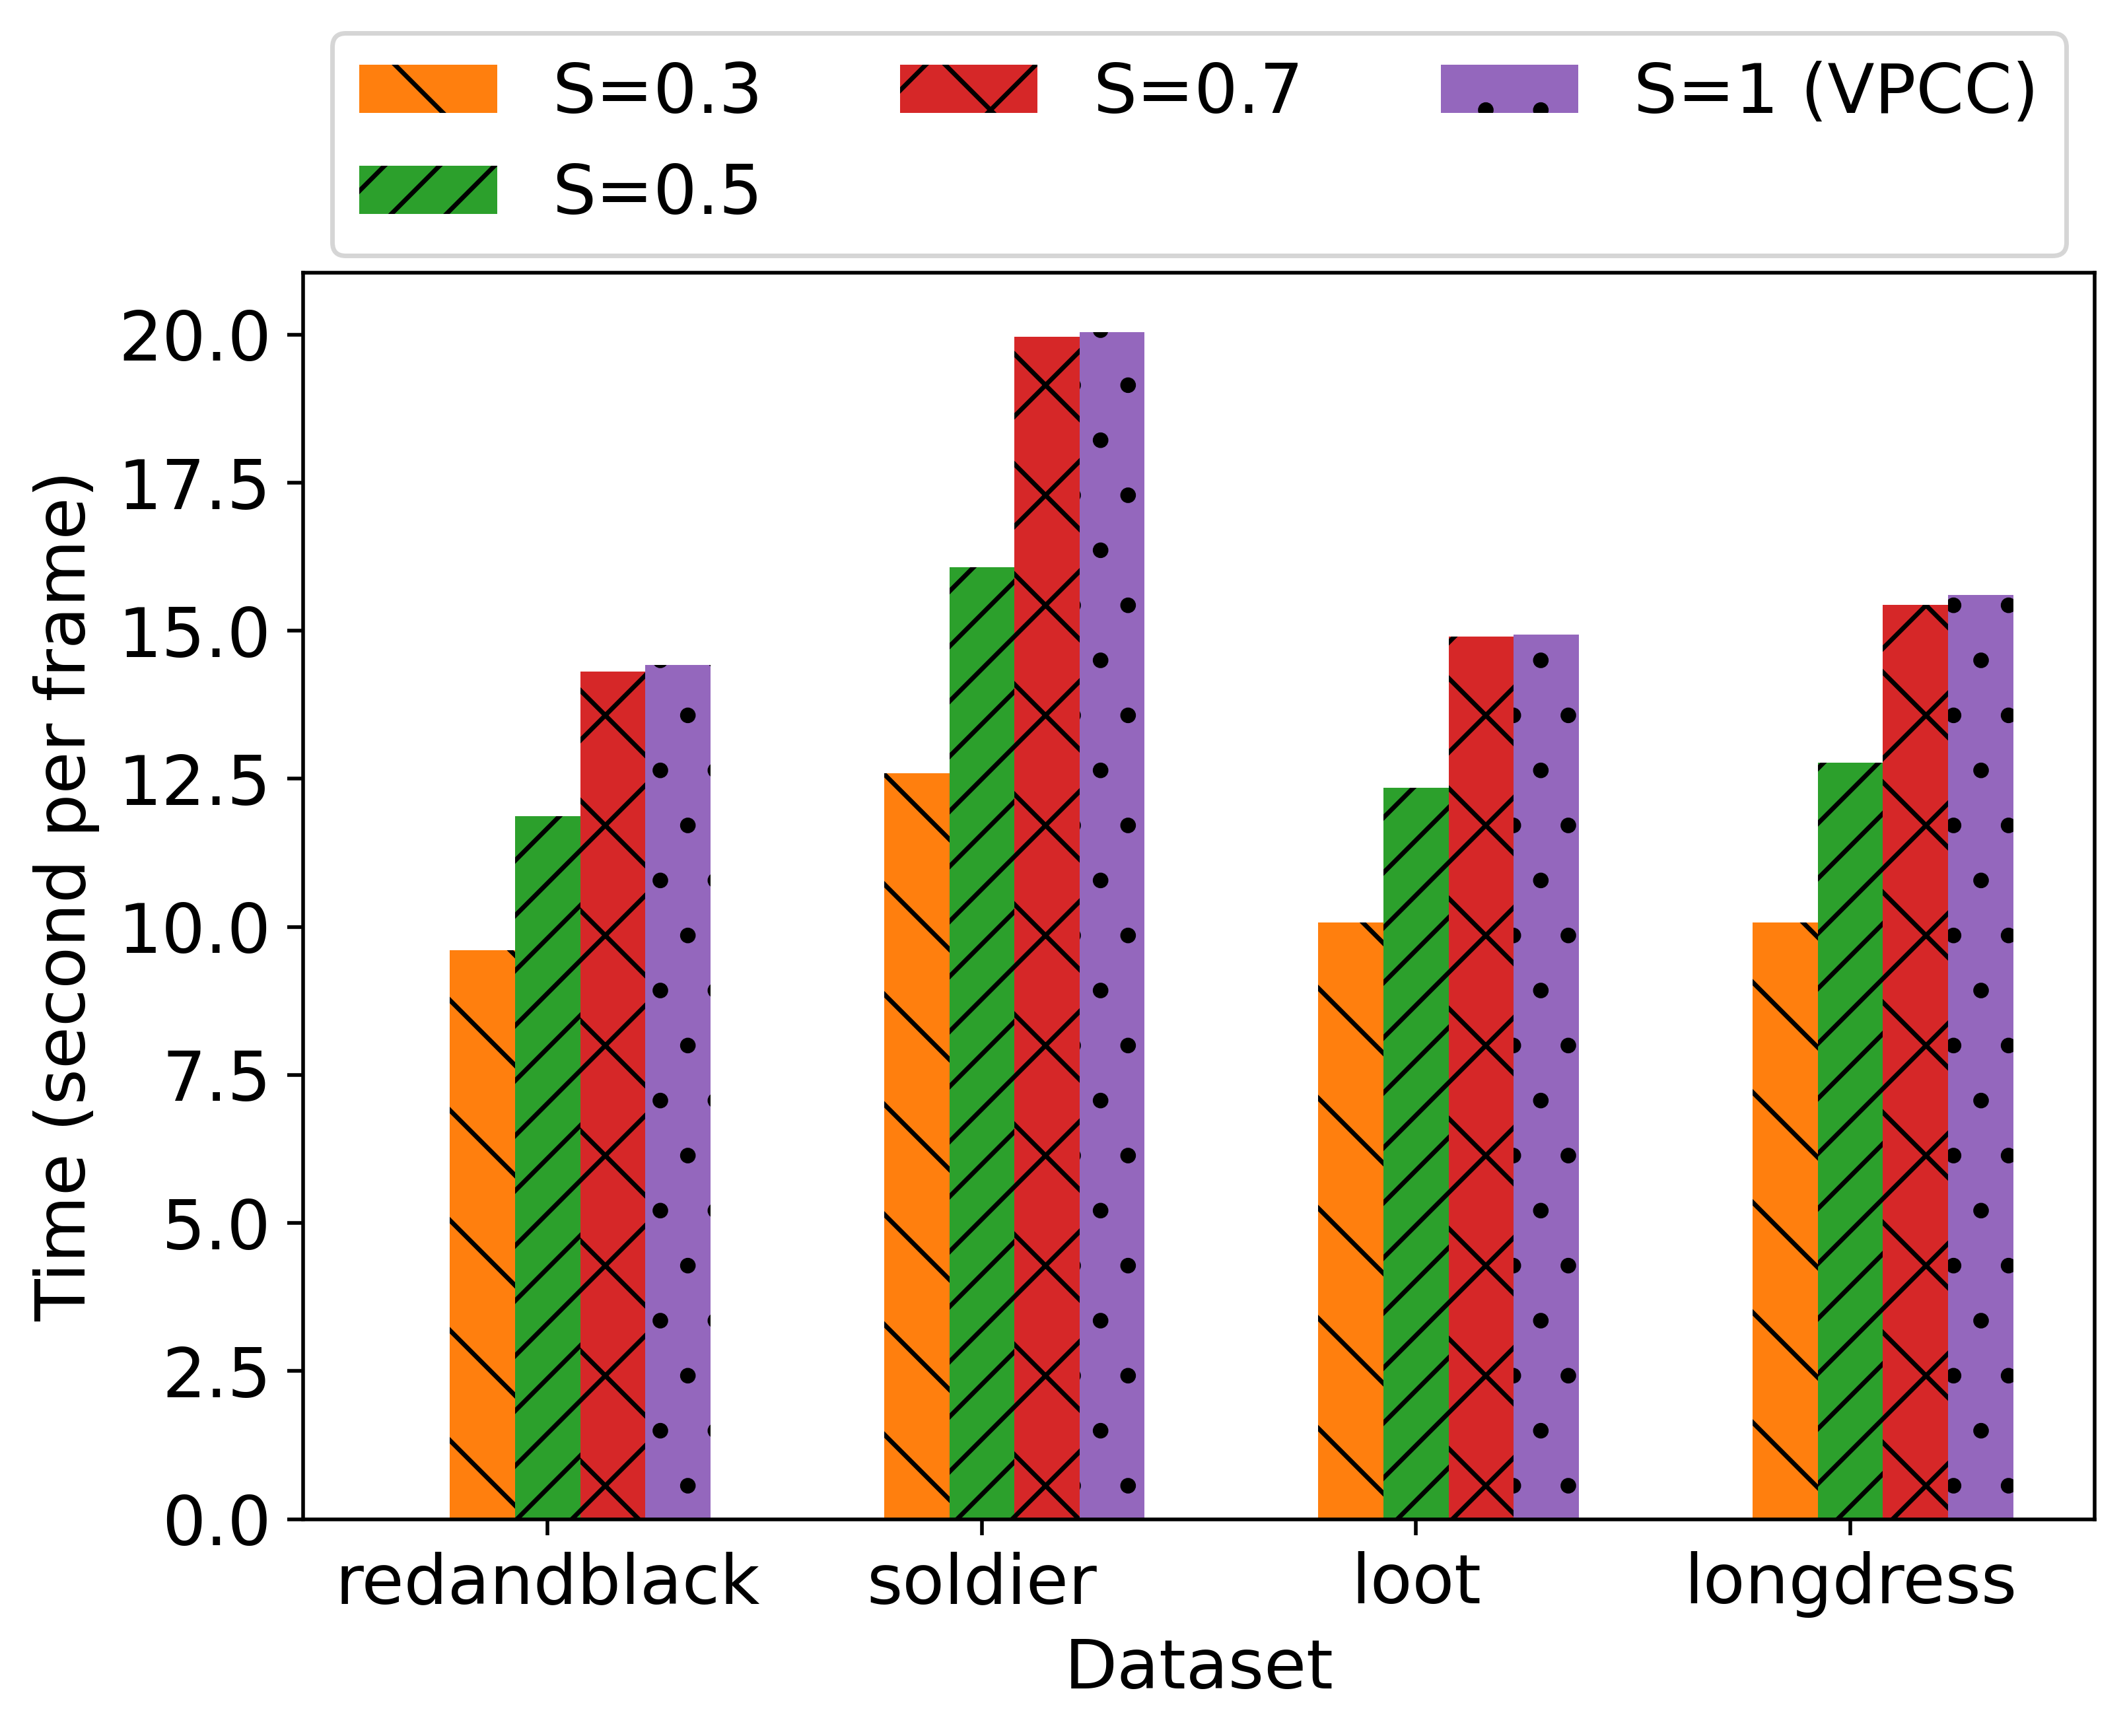 S=0.3 S=0.7 S=1 (VPCC)
S=0.5
Time (second per frame)
20.0
17.5
15.0
12.5
10.0
7.5
5.0
2.5
0.0
redandblack soldier loot longdress
Dataset